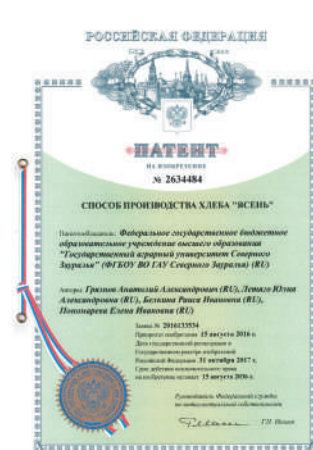 РОССИЙСКАЯ ФЕДЕРАЦИЯ
ПАТЕНТ
НА ИЗОБРЕТЕНИЕ
№ 2634484
СПОСОБ ПРОИЗВОДСТВА ХЛЕБА "ЯСЕНЬ"
Патентообладатель: Федеральное государственное бюджетное
образовательное учреждение высшего образования
"Государственный аграрный университет Северного
Зауралья" (ФГБОУ ВО ГАУ Северного Зауралья) (RU)
Авторы: Грязнов Анатолий Александрович (RU), Летяго Юлия
Александровна (RU), Белкина Раиса Ивановна (RU),
Пономарева Елена Ивановна (RU)
Заявка № 2016133534
Приоритет изобретения 15 августа 2016 г.
Дата государственной регистрации в
Государственном реестре изобретений
Российской Федерации 31 октября 2017 г.
Срок действия исключительного права
на изобретение истекает 15 августа 2036 г.
Руководитель Федеральной службы
по интеллектуальной собственности
Г.П. Ивлиев